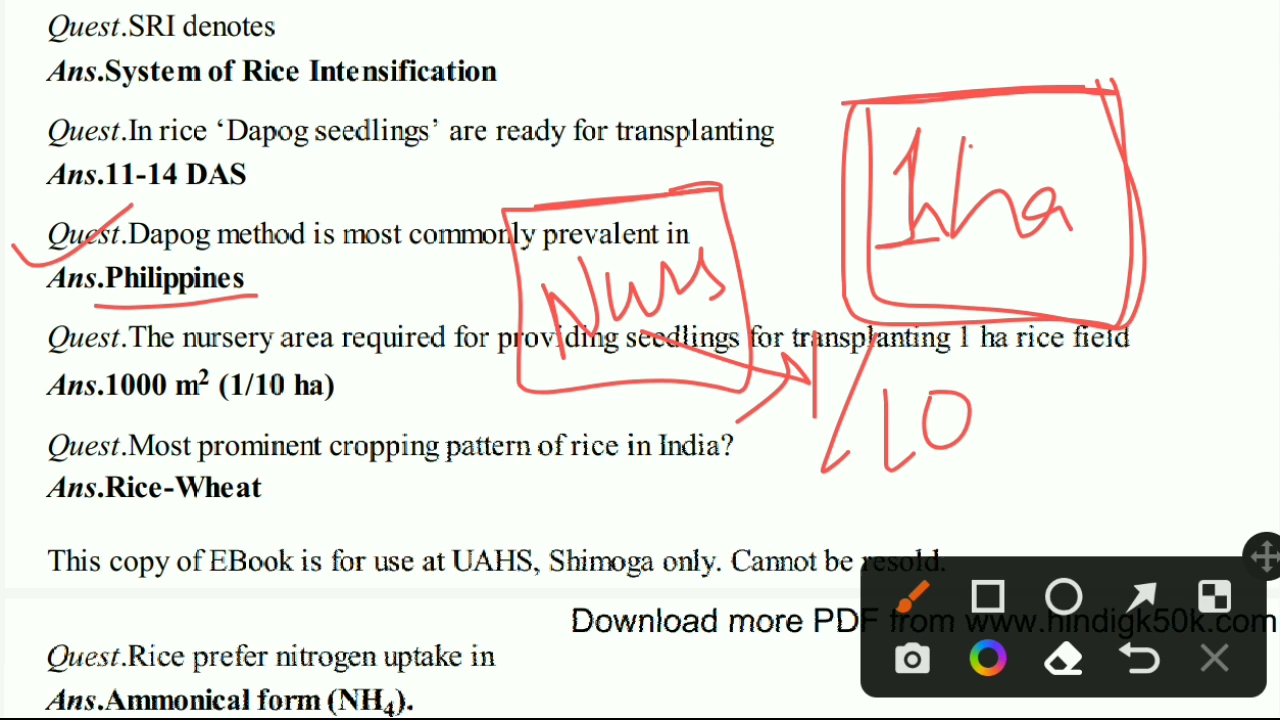 Quest.SRI denotes
Ans.System of Rice Intensification
Quest.In rice ‘Dapog seedlings’ are ready for transplanting
Ans.11-14 DAS
Quest.Dapog method is most commonly prevalent in
Ans.Philippines
1 ha
Nurs
Quest.The nursery area required for providing seedlings for transplanting 1 ha rice field
Ans.1000 m² (1/10 ha)
1/10
Quest.Most prominent cropping pattern of rice in India?
Ans.Rice-Wheat
This copy of EBook is for use at UAHS, Shimoga only. Cannot be resold.
Download more PDF from www.hindigk50k.com
Quest.Rice prefer nitrogen uptake in
Ans.Ammonical form (NH₄).